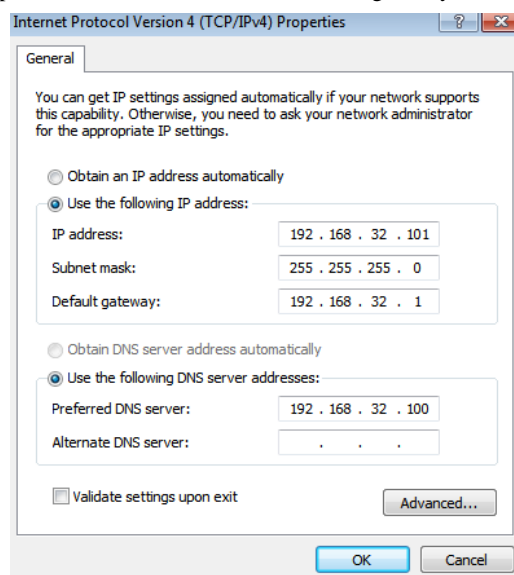 Internet Protocol Version 4 (TCP/IPv4) Properties
General
You can get IP settings assigned automatically if your network supports
this capability. Otherwise, you need to ask your network administrator
for the appropriate IP settings.
Obtain an IP address automatically
Use the following IP address:
IP address: 192 . 168 . 32 . 101
Subnet mask: 255 . 255 . 255 . 0
Default gateway: 192 . 168 . 32 . 1
Obtain DNS server address automatically
Use the following DNS server addresses:
Preferred DNS server: 192 . 168 . 32 . 100
Alternate DNS server: . . .
Validate settings upon exit
Advanced...
OK Cancel